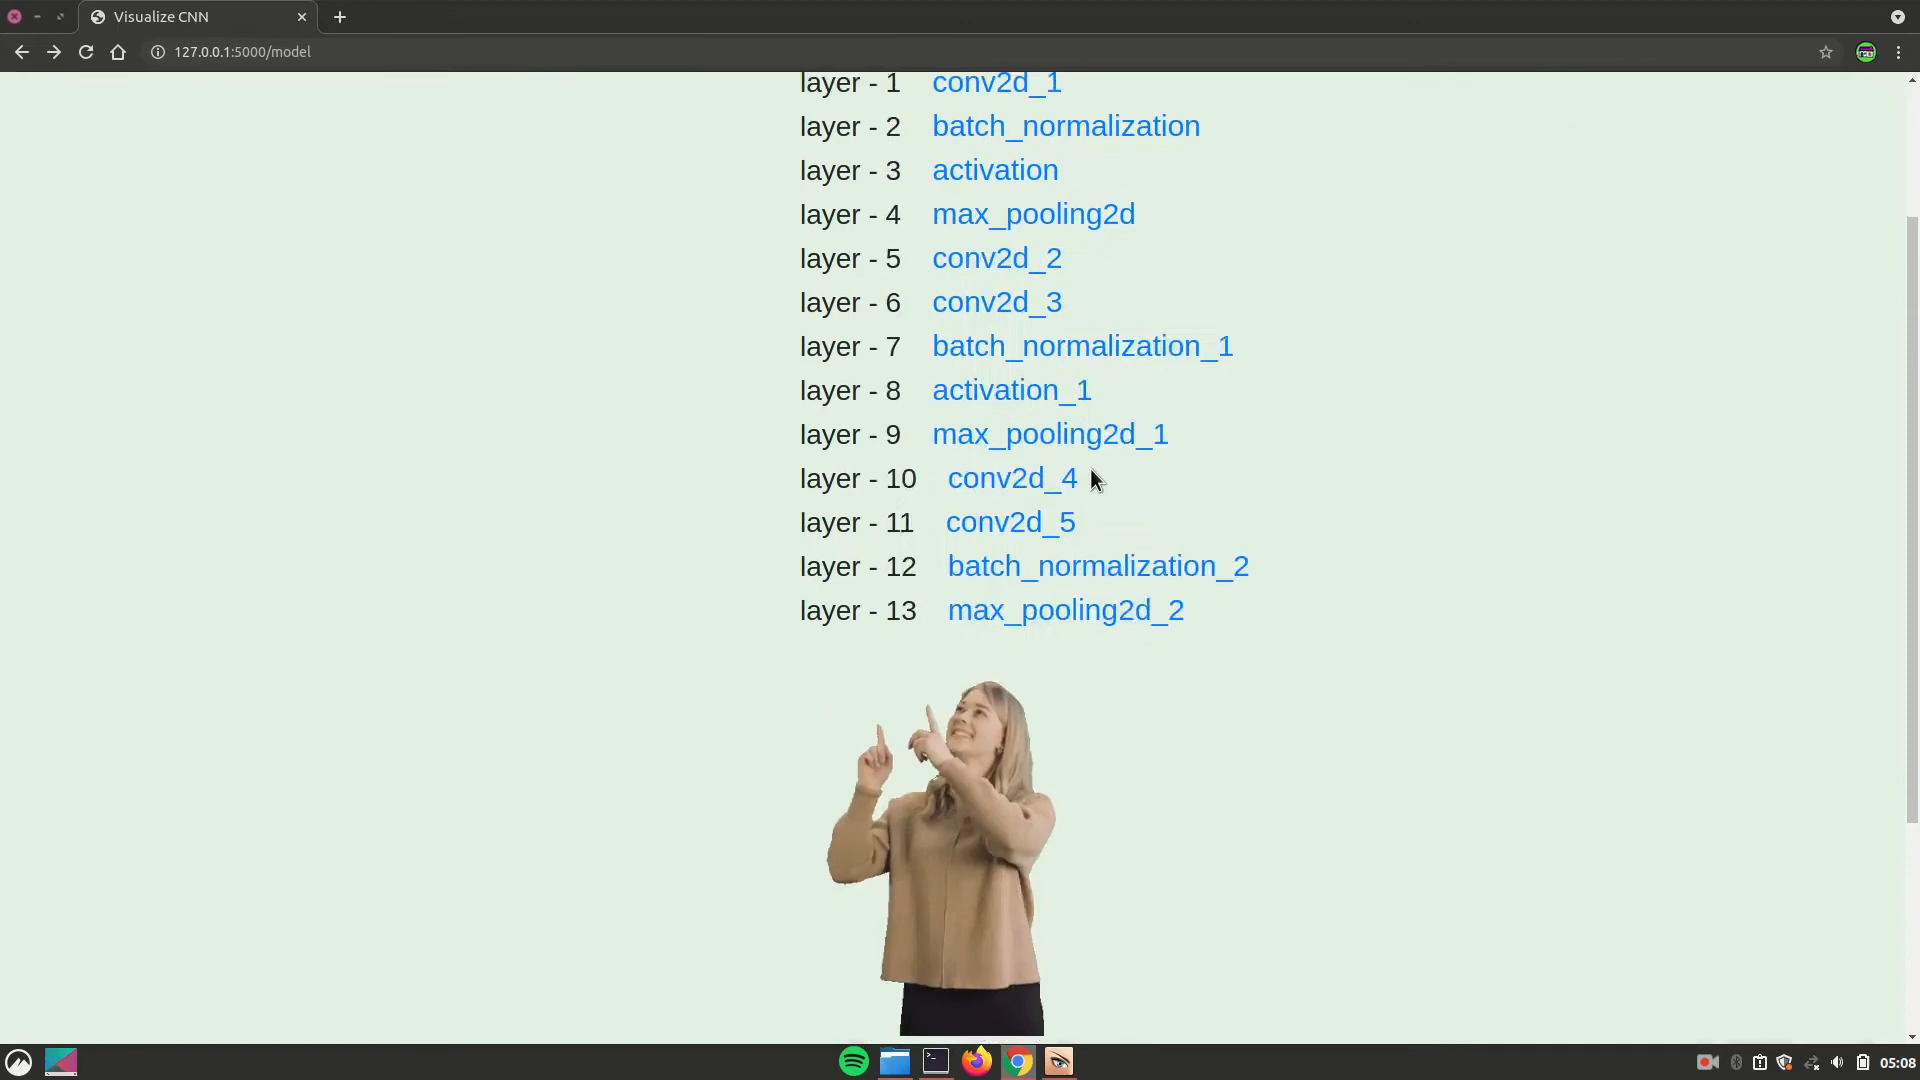 Visualize CNN
127.0.0.1:5000/model
layer - 1 conv2d_1
layer - 2 batch_normalization
layer - 3 activation
layer - 4 max_pooling2d
layer - 5 conv2d_2
layer - 6 conv2d_3
layer - 7 batch_normalization_1
layer - 8 activation_1
layer - 9 max_pooling2d_1
layer - 10 conv2d_4
layer - 11 conv2d_5
layer - 12 batch_normalization_2
layer - 13 max_pooling2d_2
05:08